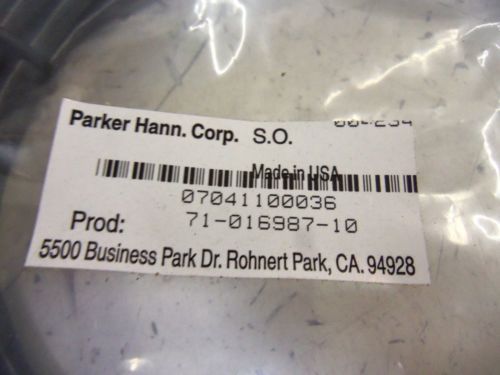 Parker Hann. Corp. S.O.
Made in USA
07041100036
Prod: 71-016987-10
5500 Business Park Dr. Rohnert Park, CA. 94928